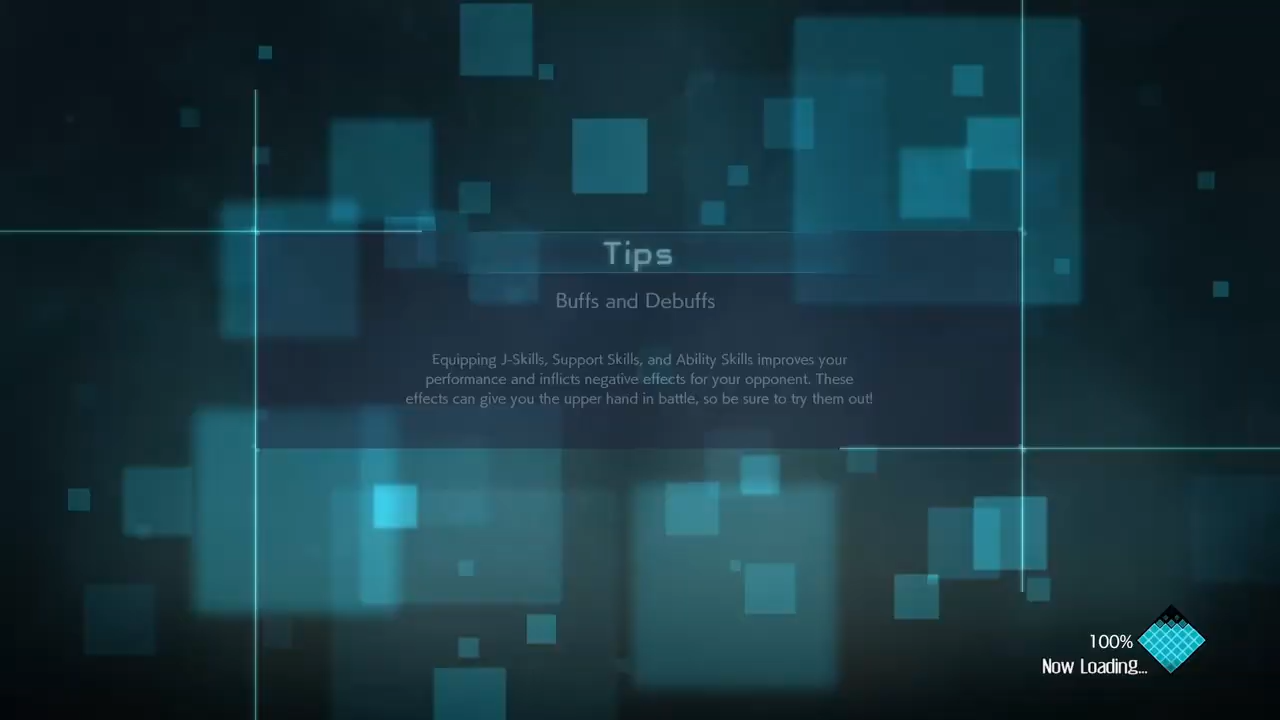 Tips
Buffs and Debuffs
Equipping J-Skills, Support Skills, and Ability Skills improves your
performance and inflicts negative effects for your opponent. These
effects can give you the upper hand in battle, so be sure to try them out!
100%
Now Loading...